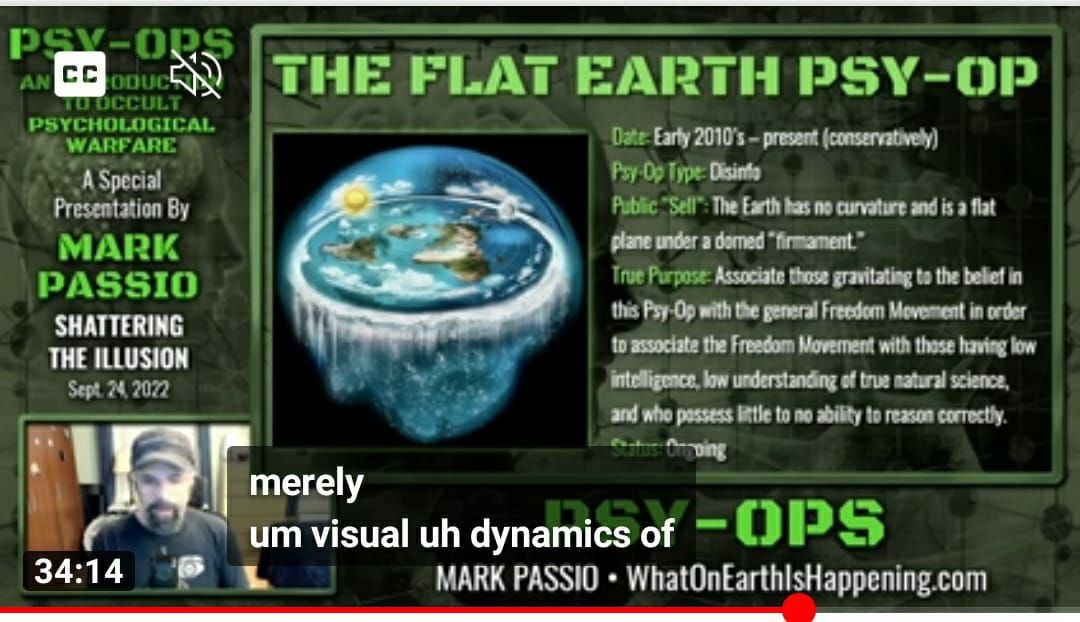 PSY-OPS
CC
TO OCCULT
PSYCHOLOGICAL
WARFARE
A Special
Presentation By
MARK
PASSIO
SHATTERING
THE ILLUSION
Sept. 24, 2022
THE FLAT EARTH PSY-OP
Date: Early 2010's – present (conservatively)
Psy-Op Type: Disinfo
Public "Sell": The Earth has no curvature and is a flat
plane under a domed "firmament."
True Purpose: Associate those gravitating to the belief in
this Psy-Op with the general Freedom Movement in order
to associate the Freedom Movement with those having low
intelligence, low understanding of true natural science,
and who possess little to no ability to reason correctly.
Status: Ongoing
merely
um visual uh dynamics of
34:14
PSY-OPS
MARK PASSIO • WhatOnEarthIsHappening.com